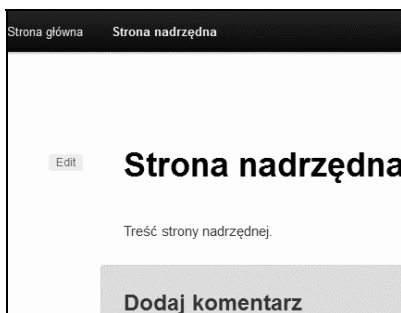 Strona główna Strona nadrzędna
Edit
Strona nadrzędna
Treść strony nadrzędnej.
Dodaj komentarz